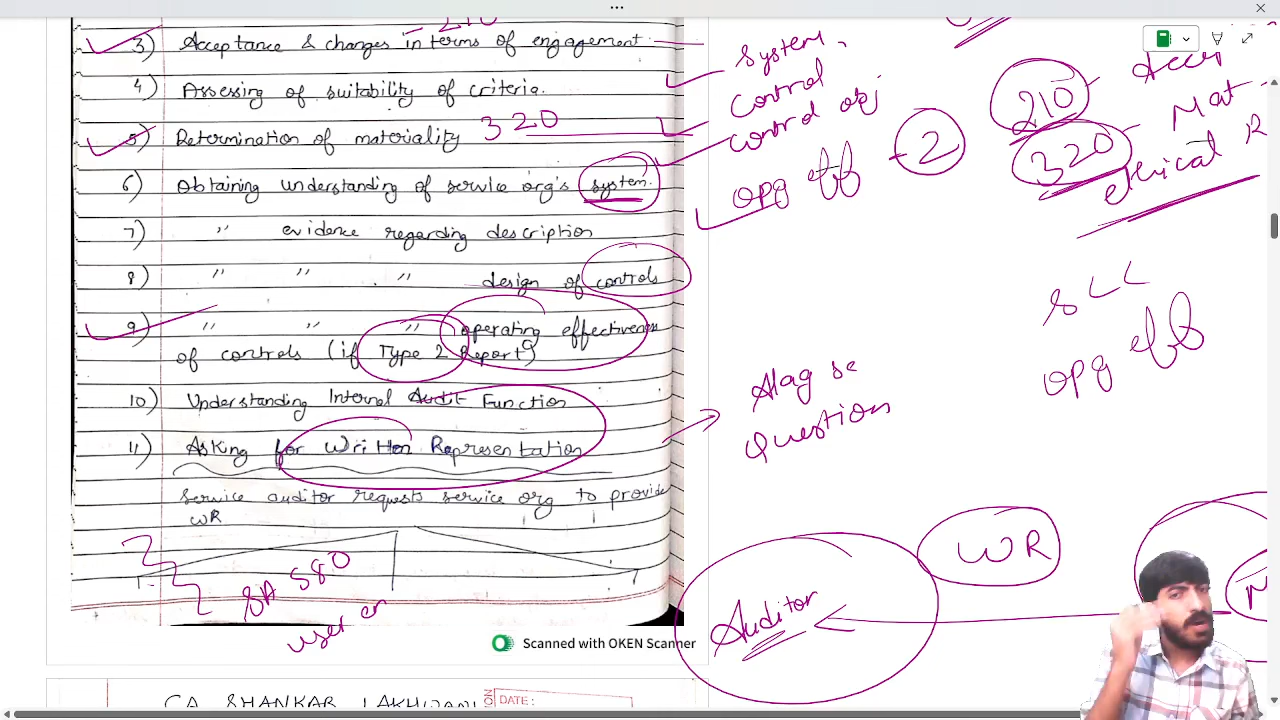 210
3) Acceptance & changes in terms of engagement
4) Assessing of suitability of criteria.
5) Determination of materiality 320
6) Obtaining understanding of service org's system.
7) " evidence regarding description
8) " " " design of controls
9) " " " operating effectiveness
of controls (if Type 2 Report)
10) Understanding Internal Audit Function
11) Asking for Written Representation
Service auditor requests service org to provide
WR
SA 580
user en
Scanned with OKEN Scanner
CA SHANKAR LAKHWANI
DATE:
System,
Control
Control obj
opg eff - 2
210
320
Mat-
ethical R
opg eff
Alag se
Question
WR
Auditor